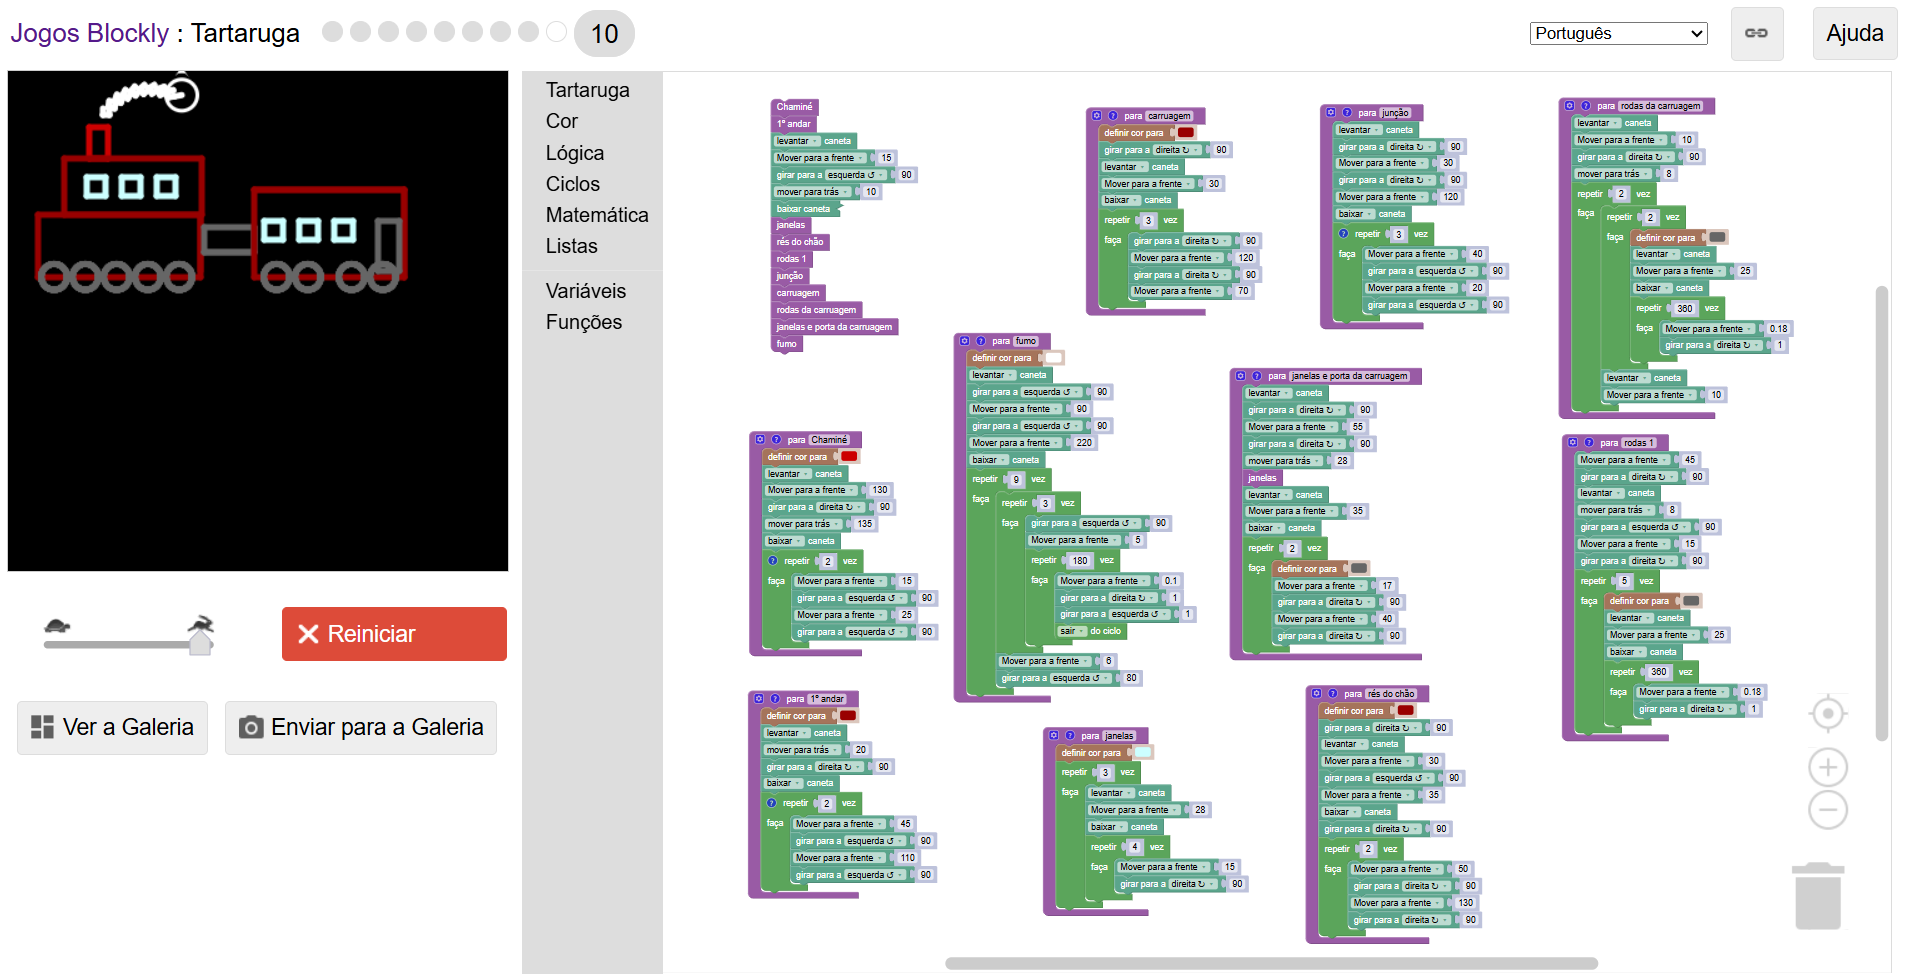 Jogos Blockly : Tartaruga
10
Português
Ajuda
Tartaruga
Cor
Lógica
Ciclos
Matemática
Listas
Variáveis
Funções
Reiniciar
Ver a Galeria
Enviar para a Galeria
Chaminé
1º andar
levantar caneta
Mover para a frente 15
girar para a esquerda ↺ 90
mover para trás 10
baixar caneta
janelas
rés do chão
rodas 1
junção
carruagem
rodas da carruagem
janelas e porta da carruagem
fumo
para carruagem
definir cor para
girar para a direita ↻ 90
levantar caneta
Mover para a frente 30
baixar caneta
repetir 3 vez
faça girar para a direita ↻ 90
Mover para a frente 120
girar para a direita ↻ 90
Mover para a frente 70
para junção
levantar caneta
girar para a direita ↻ 90
Mover para a frente 30
girar para a direita ↻ 90
Mover para a frente 120
baixar caneta
repetir 3 vez
faça Mover para a frente 40
girar para a esquerda ↺ 90
Mover para a frente 20
girar para a esquerda ↺ 90
para rodas da carruagem
levantar caneta
Mover para a frente 10
girar para a direita ↻ 90
mover para trás 8
repetir 2 vez
faça repetir 2 vez
faça definir cor para
levantar caneta
Mover para a frente 25
baixar caneta
repetir 360 vez
faça Mover para a frente 0.18
girar para a direita ↻ 1
levantar caneta
Mover para a frente 10
para fumo
definir cor para
levantar caneta
girar para a esquerda ↺ 90
Mover para a frente 90
girar para a esquerda ↺ 90
Mover para a frente 220
baixar caneta
repetir 9 vez
faça repetir 3 vez
faça girar para a esquerda ↺ 90
Mover para a frente 5
repetir 180 vez
faça Mover para a frente 0.1
girar para a direita ↻ 1
girar para a esquerda ↺ 1
sair do ciclo
Mover para a frente 6
girar para a esquerda ↺ 80
para janelas e porta da carruagem
levantar caneta
girar para a direita ↻ 90
Mover para a frente 55
girar para a direita ↻ 90
mover para trás 28
janelas
levantar caneta
Mover para a frente 35
baixar caneta
repetir 2 vez
faça definir cor para
Mover para a frente 17
girar para a direita ↻ 90
Mover para a frente 40
girar para a direita ↻ 90
para Chaminé
definir cor para
levantar caneta
Mover para a frente 130
girar para a direita ↻ 90
mover para trás 135
baixar caneta
repetir 2 vez
faça Mover para a frente 15
girar para a esquerda ↺ 90
Mover para a frente 25
girar para a esquerda ↺ 90
para rodas 1
Mover para a frente 45
girar para a direita ↻ 90
levantar caneta
mover para trás 8
girar para a esquerda ↺ 90
Mover para a frente 15
girar para a direita ↻ 90
repetir 5 vez
faça definir cor para
levantar caneta
Mover para a frente 25
baixar caneta
repetir 360 vez
faça Mover para a frente 0.18
girar para a direita ↻ 1
para 1º andar
definir cor para
levantar caneta
mover para trás 20
girar para a direita ↻ 90
baixar caneta
repetir 2 vez
faça Mover para a frente 45
girar para a esquerda ↺ 90
Mover para a frente 110
girar para a esquerda ↺ 90
para janelas
definir cor para
repetir 3 vez
faça levantar caneta
Mover para a frente 28
baixar caneta
repetir 4 vez
faça Mover para a frente 15
girar para a direita ↻ 90
para rés do chão
definir cor para
girar para a direita ↻ 90
levantar caneta
Mover para a frente 30
girar para a esquerda ↺ 90
Mover para a frente 35
baixar caneta
girar para a direita ↻ 90
repetir 2 vez
faça Mover para a frente 50
girar para a direita ↻ 90
Mover para a frente 130
girar para a direita ↻ 90